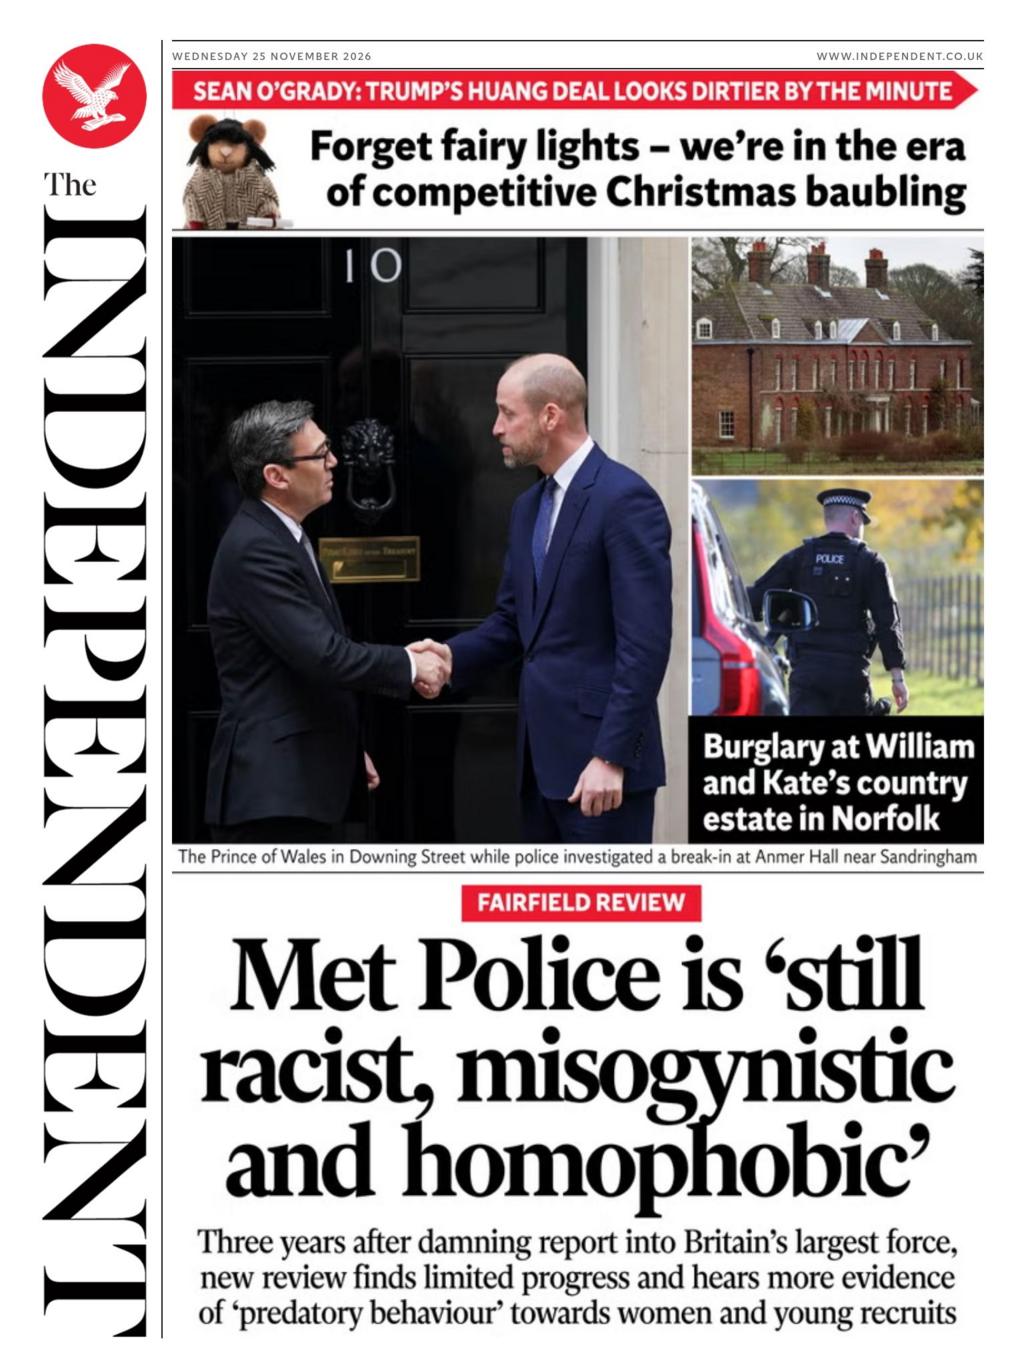 WEDNESDAY 25 NOVEMBER 2026
WWW.INDEPENDENT.CO.UK
The
INDEPENDENT
SEAN O’GRADY: TRUMP’S HUANG DEAL LOOKS DIRTIER BY THE MINUTE
Forget fairy lights – we’re in the era
of competitive Christmas baubling
10
FIRST LORD OF THE TREASURY
POLICE
Burglary at William
and Kate’s country
estate in Norfolk
The Prince of Wales in Downing Street while police investigated a break-in at Anmer Hall near Sandringham
FAIRFIELD REVIEW
Met Police is ‘still
racist, misogynistic
and homophobic’
Three years after damning report into Britain’s largest force,
new review finds limited progress and hears more evidence
of ‘predatory behaviour’ towards women and young recruits